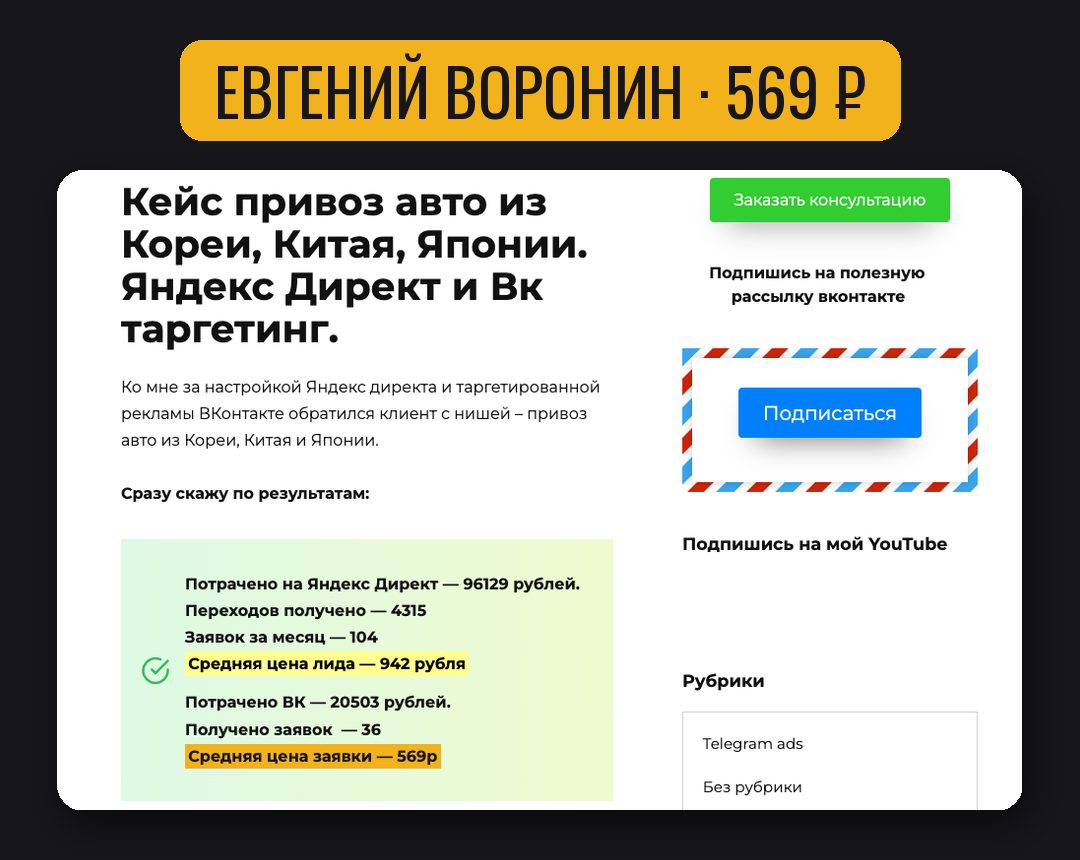 ЕВГЕНИЙ ВОРОНИН · 569 ₽
Кейс привоз авто из
Кореи, Китая, Японии.
Яндекс Директ и Вк
таргетинг.
Ко мне за настройкой Яндекс директа и таргетированной
рекламы ВКонтакте обратился клиент с нишей – привоз
авто из Кореи, Китая и Японии.
Сразу скажу по результатам:
Потрачено на Яндекс Директ — 96129 рублей.
Переходов получено — 4315
Заявок за месяц — 104
Средняя цена лида — 942 рубля
Потрачено ВК — 20503 рублей.
Получено заявок — 36
Средняя цена заявки — 569р
Заказать консультацию
Подпишись на полезную
рассылку вконтакте
Подписаться
Подпишись на мой YouTube
Рубрики
Telegram ads
Без рубрики